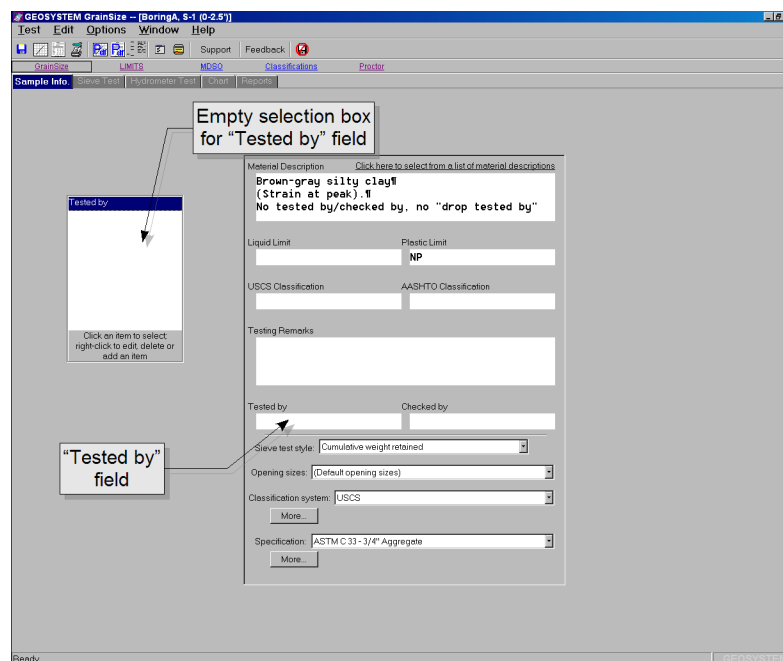 GEOSYSTEM GrainSize -- [BoringA, S-1 (0-2.5')]
Test Edit Options Window Help
Support Feedback
GrainSize LIMITS MDSO Classifications Proctor
Sample Info. Sieve Test Hydrometer Test Chart Reports
Empty selection box
for “Tested by” field
Tested by
Click an item to select,
right-click to edit, delete or
add an item
Material Description Click here to select from a list of material descriptions
Brown-gray silty clay¶
(Strain at peak).¶
No tested by/checked by, no "drop tested by"
Liquid Limit Plastic Limit
NP
USCS Classification AASHTO Classification
Testing Remarks
Tested by Checked by
“Tested by”
field
Sieve test style: Cumulative weight retained
Opening sizes: (Default opening sizes)
Classification system: USCS
More...
Specification: ASTM C 33 - 3/4" Aggregate
More...
Ready GEOSYSTEM